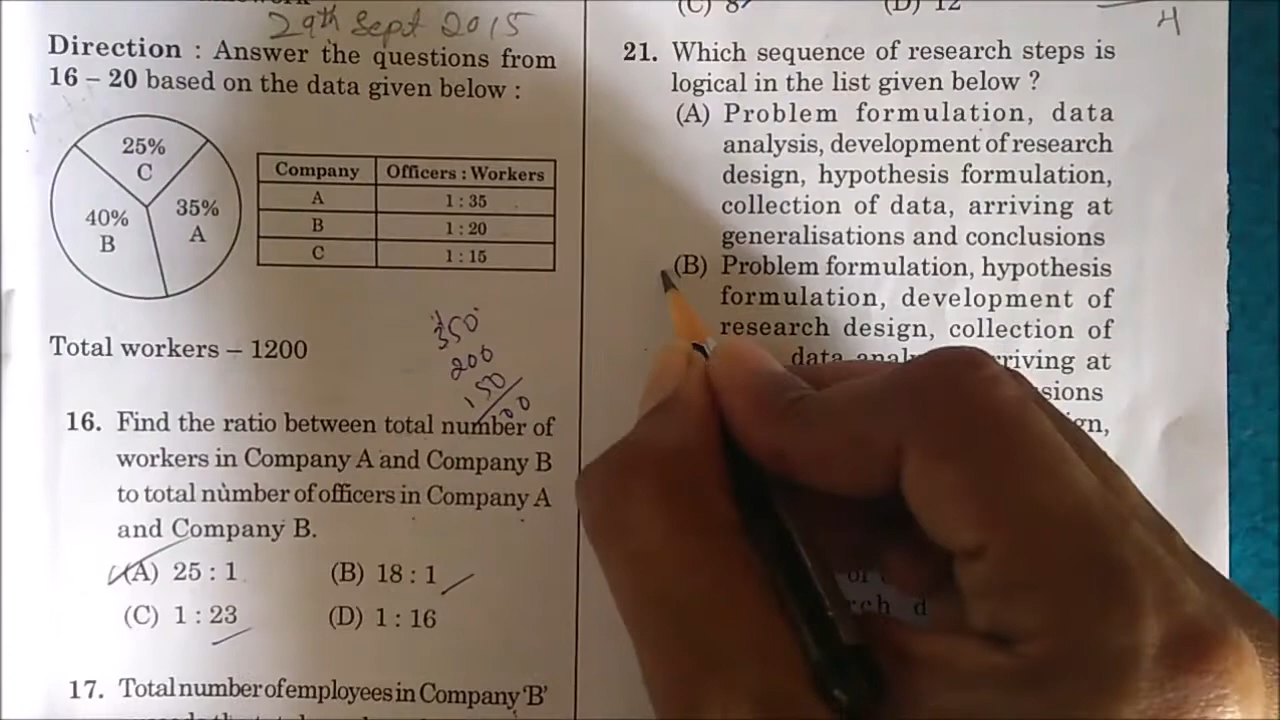 29th Sept 2015
Direction : Answer the questions from
16 – 20 based on the data given below :
25%
C
40%
B
35%
A
Company Officers : Workers
A 1 : 35
B 1 : 20
C 1 : 15
350
200
150
Total workers – 1200
16. Find the ratio between total number of
workers in Company A and Company B
to total number of officers in Company A
and Company B.
(A) 25 : 1 (B) 18 : 1
(C) 1 : 23 (D) 1 : 16
17. Total number of employees in Company 'B'
(C) 8 (D) 12
4
21. Which sequence of research steps is
logical in the list given below ?
(A) Problem formulation, data
analysis, development of research
design, hypothesis formulation,
collection of data, arriving at
generalisations and conclusions
(B) Problem formulation, hypothesis
formulation, development of
research design, collection of
data at